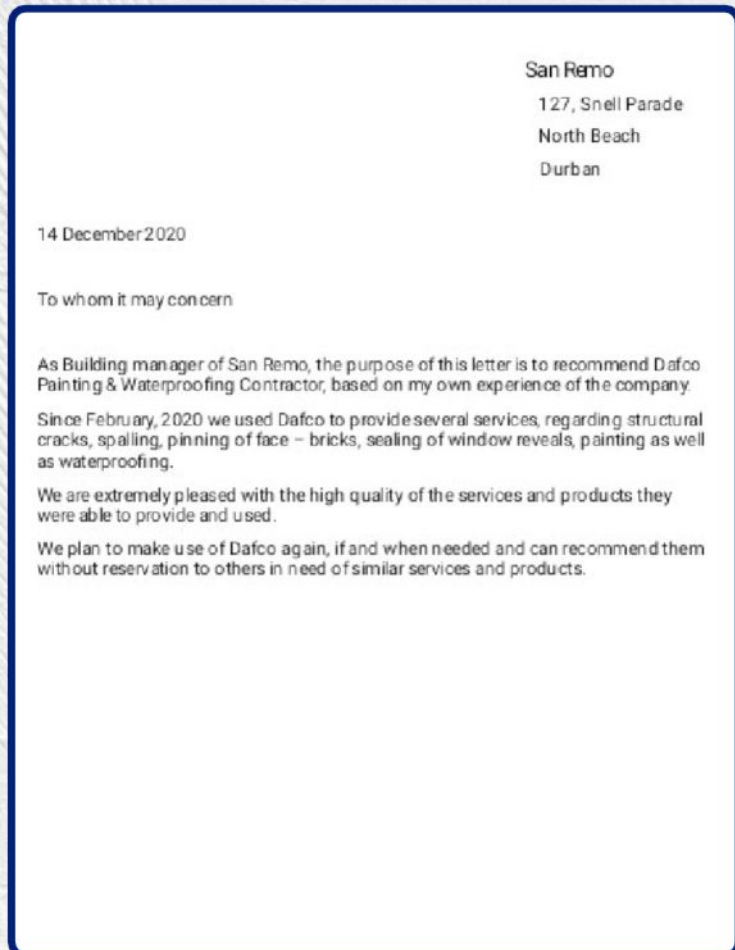 San Remo
127, Snell Parade
North Beach
Durban
14 December 2020
To whom it may concern
As Building manager of San Remo, the purpose of this letter is to recommend Dafco
Painting & Waterproofing Contractor, based on my own experience of the company.
Since February, 2020 we used Dafco to provide several services, regarding structural
cracks, spalling, pinning of face – bricks, sealing of window reveals, painting as well
as waterproofing.
We are extremely pleased with the high quality of the services and products they
were able to provide and used.
We plan to make use of Dafco again, if and when needed and can recommend them
without reservation to others in need of similar services and products.